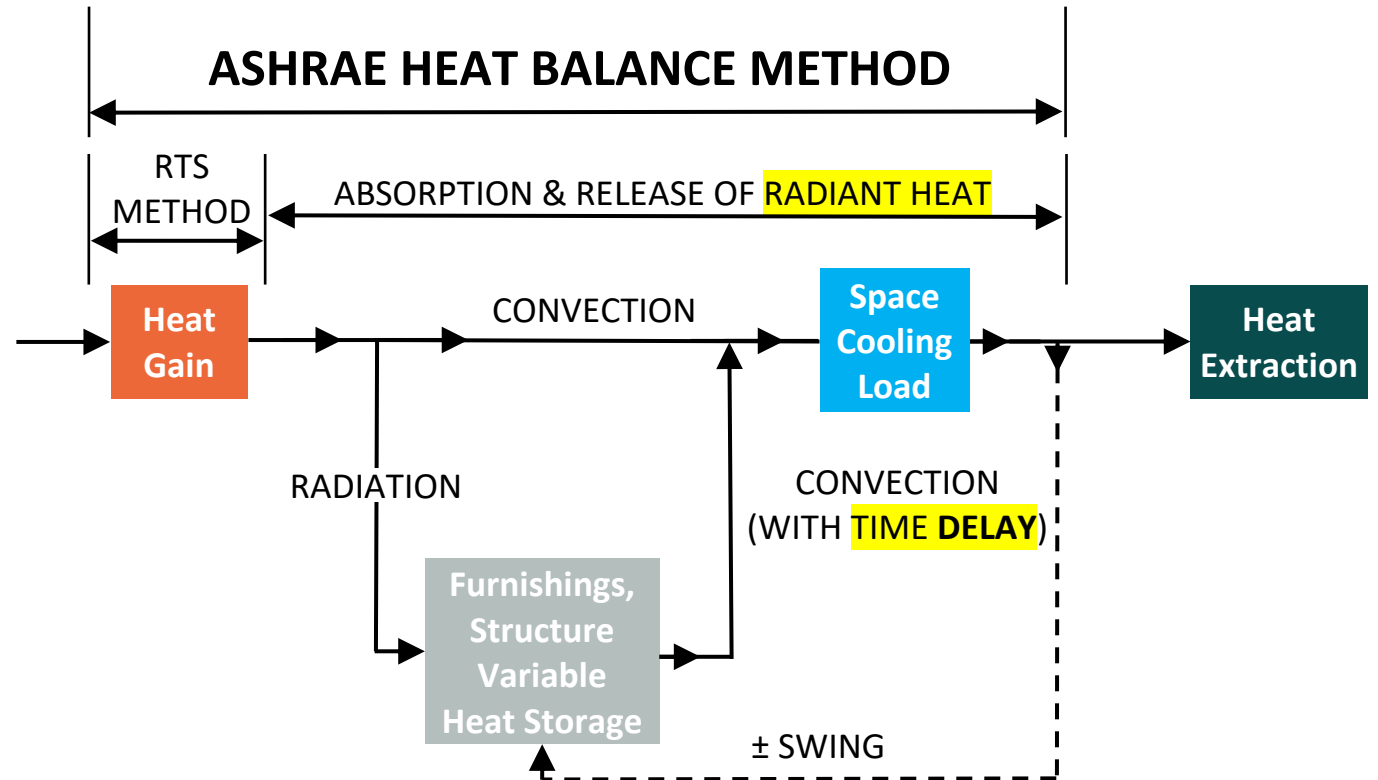 ASHRAE HEAT BALANCE METHOD
RTS
METHOD
ABSORPTION & RELEASE OF RADIANT HEAT
Heat
Gain
CONVECTION
Space
Cooling
Load
Heat
Extraction
RADIATION
CONVECTION
(WITH TIME DELAY)
Furnishings,
Structure
Variable
Heat Storage
± SWING